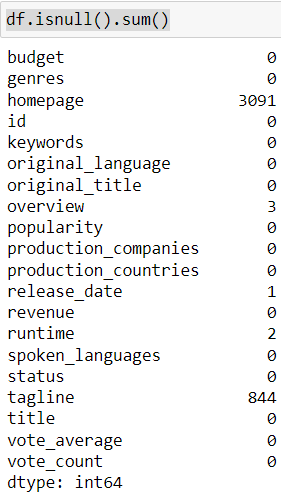 df.isnull().sum()
budget 0
genres 0
homepage 3091
id 0
keywords 0
original_language 0
original_title 0
overview 3
popularity 0
production_companies 0
production_countries 0
release_date 1
revenue 0
runtime 2
spoken_languages 0
status 0
tagline 844
title 0
vote_average 0
vote_count 0
dtype: int64